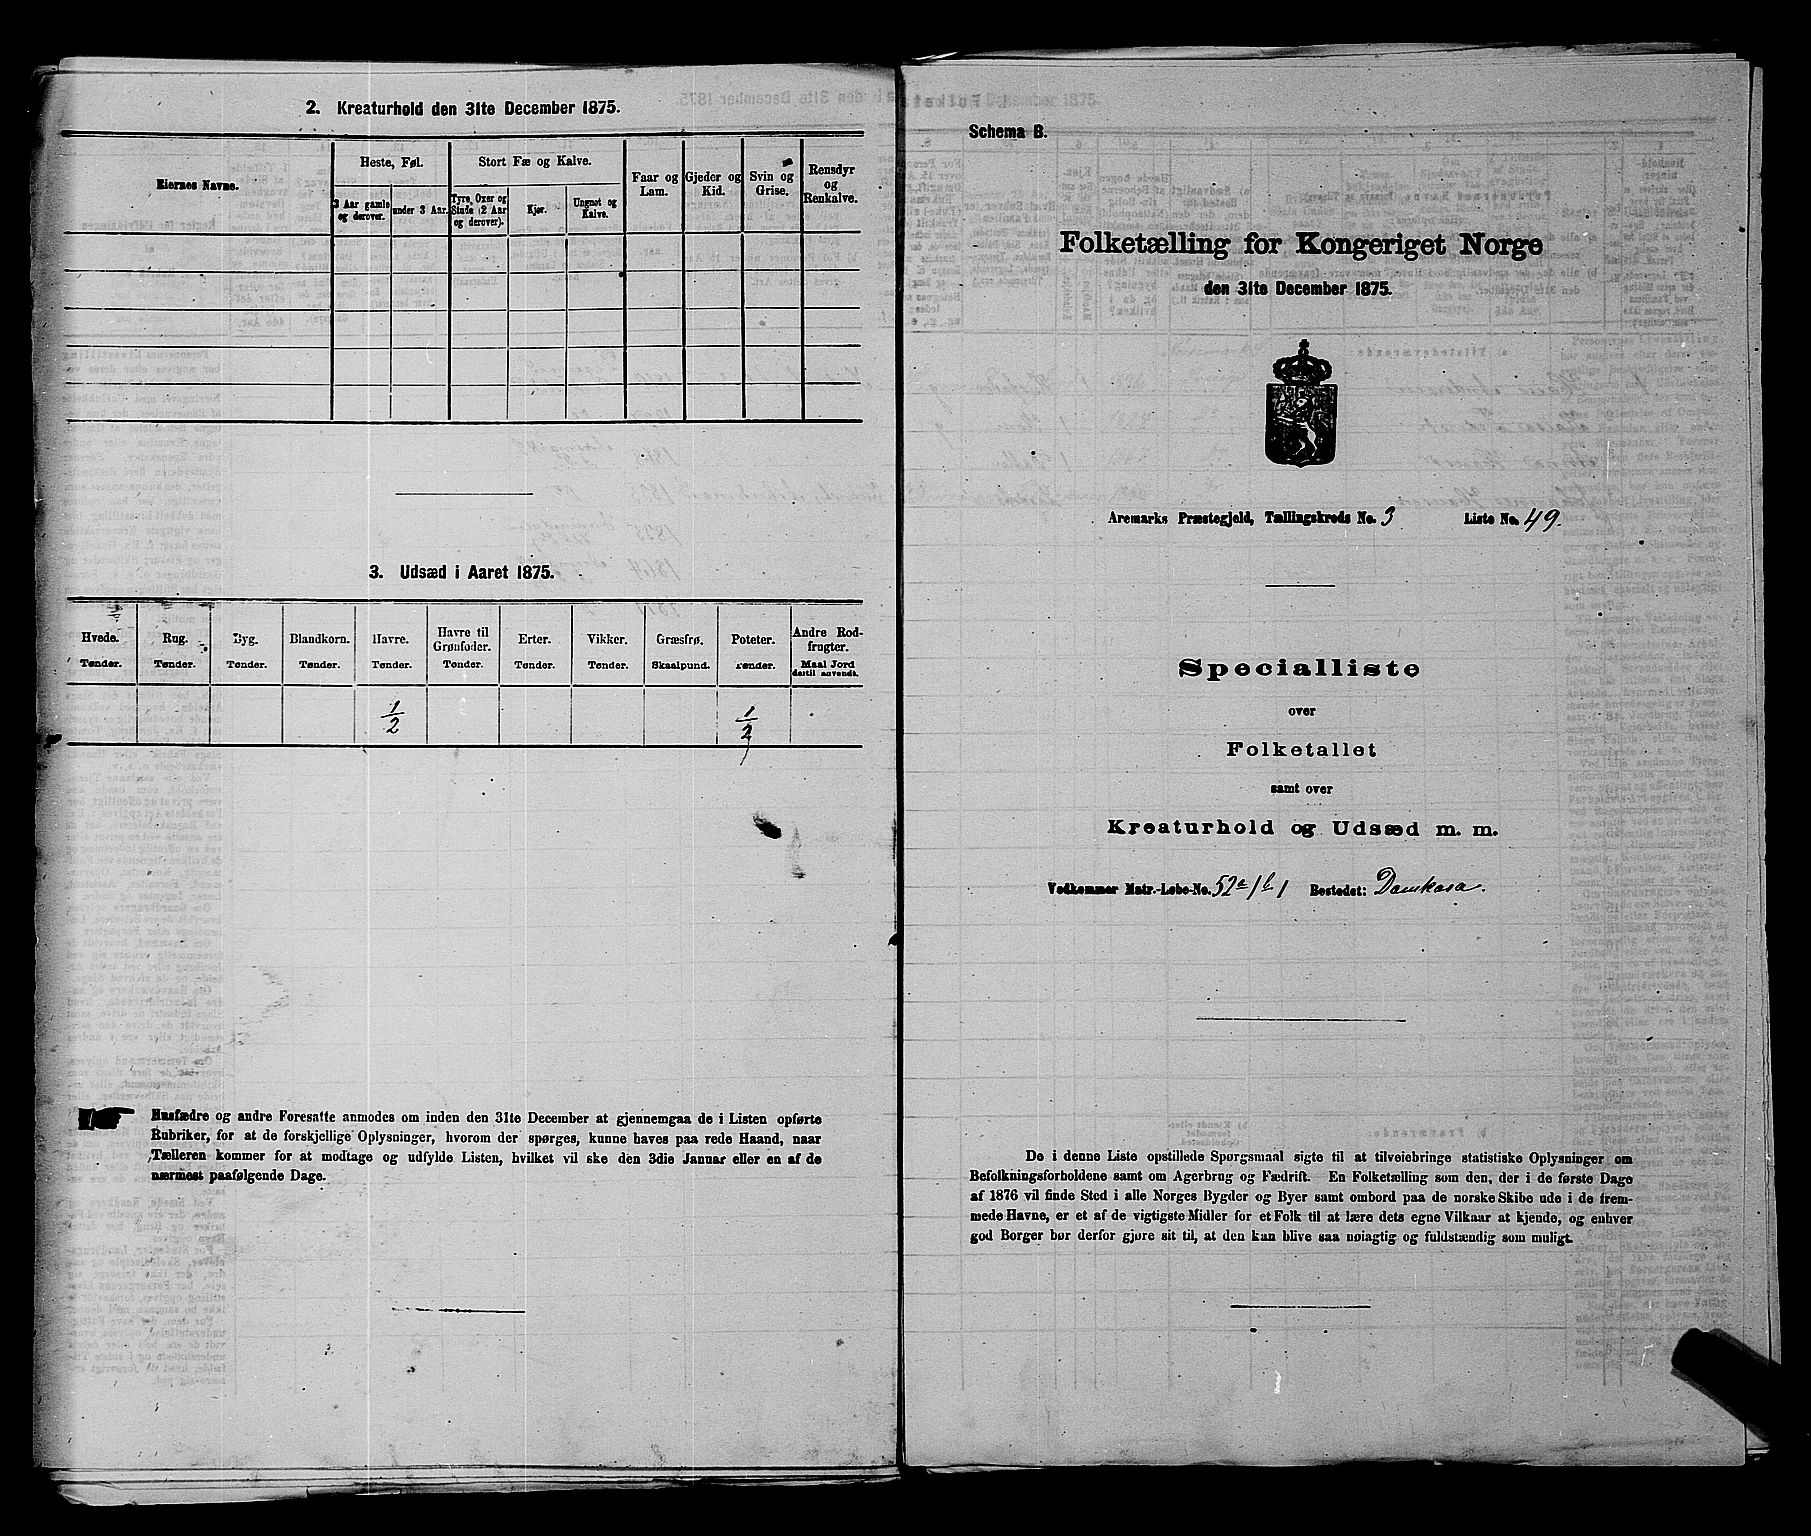 2. Kreaturhold den 31te December 1875.
Eiernes Navne.
Heste, Føl.
3 Aar gamle og derover.
under 3 Aar.
Stort Fæ og Kalve.
Tyre, Oxer og Stude (2 Aar og derover).
Kjør.
Ungnøt og Kalve.
Faar og Lam.
Gjeder og Kid.
Svin og Grise.
Rensdyr og Renkalve.
3. Udsæd i Aaret 1875.
Hvede. Rug. Byg. Blandkorn. Havre. Havre til Grønfoder. Erter. Vikker. Græsfrø. Poteter. Andre Rodfrugter.
Tønder. Tønder. Tønder. Tønder. Tønder. Tønder. Tønder. Tønder. Skaalpund. Tønder. Maal Jord dertil anvendt.
1/2 1/2
Husfædre og andre Foresatte anmodes om inden den 31te December at gjennemgaa de i Listen opførte
Rubriker, for at de forskjellige Oplysninger, hvorom der spørges, kunne haves paa rede Haand, naar
Tælleren kommer for at modtage og udfylde Listen, hvilket vil ske den 3die Januar eller en af de
nærmest paafølgende Dage.
Schema B.
Folketælling for Kongeriget Norge
den 31te December 1875.
Aremarks Præstegjeld, Tællingskreds No. 3 Liste No. 49.
Specialliste
over
Folketallet
samt over
Kreaturhold og Udsæd m. m.
Vedkommer Matr.-Løbe-No. 52a 1b1 Bostedet: Damkasa.
De i denne Liste opstillede Spørgsmaal sigte til at tilveiebringe statistiske Oplysninger om
Befolkningsforholdene samt om Agerbrug og Fædrift. En Folketælling som den, der i de første Dage
af 1876 vil finde Sted i alle Norges Bygder og Byer samt ombord paa de norske Skibe ude i de frem-
mede Havne, er et af de vigtigste Midler for et Folk til at lære dets egne Vilkaar at kjende, og enhver
god Borger bør derfor gjøre sit til, at den kan blive saa nøiagtig og fuldstændig som muligt.